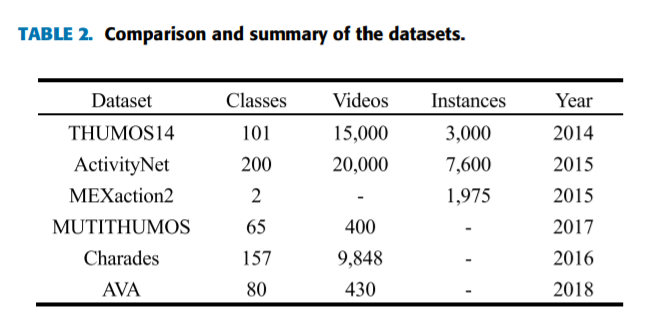 TABLE 2. Comparison and summary of the datasets.
Dataset Classes Videos Instances Year
THUMOS14 101 15,000 3,000 2014
ActivityNet 200 20,000 7,600 2015
MEXaction2 2 - 1,975 2015
MUTITHUMOS 65 400 - 2017
Charades 157 9,848 - 2016
AVA 80 430 - 2018